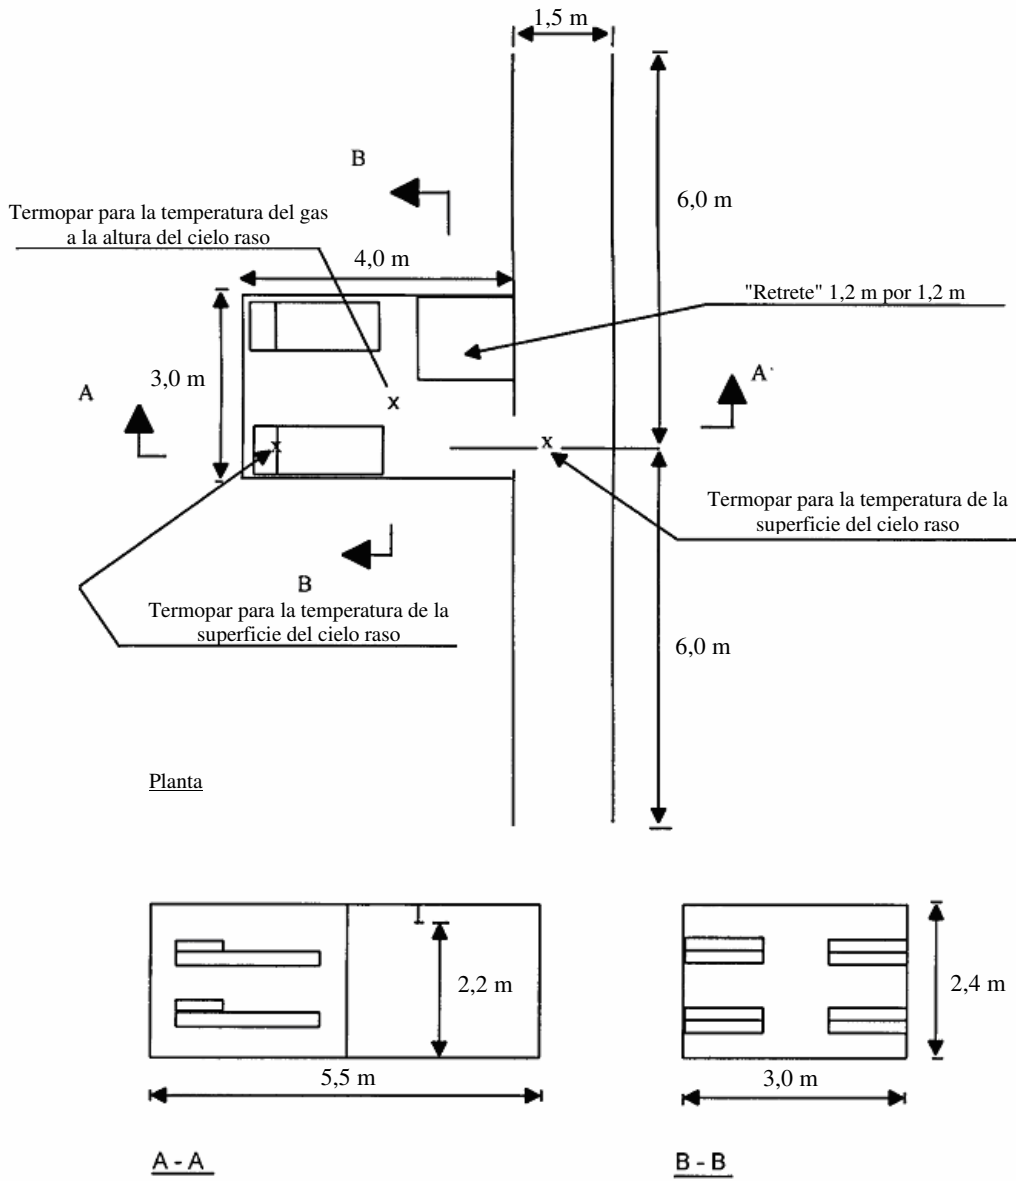 1,5 m
B
6,0 m
Termopar para la temperatura del gas
a la altura del cielo raso
4,0 m
"Retrete" 1,2 m por 1,2 m
3,0 m
A
A
x
x
x
Termopar para la temperatura de la
superficie del cielo raso
B
Termopar para la temperatura de la
superficie del cielo raso
6,0 m
Planta
2,2 m
2,4 m
5,5 m
3,0 m
A - A
B - B